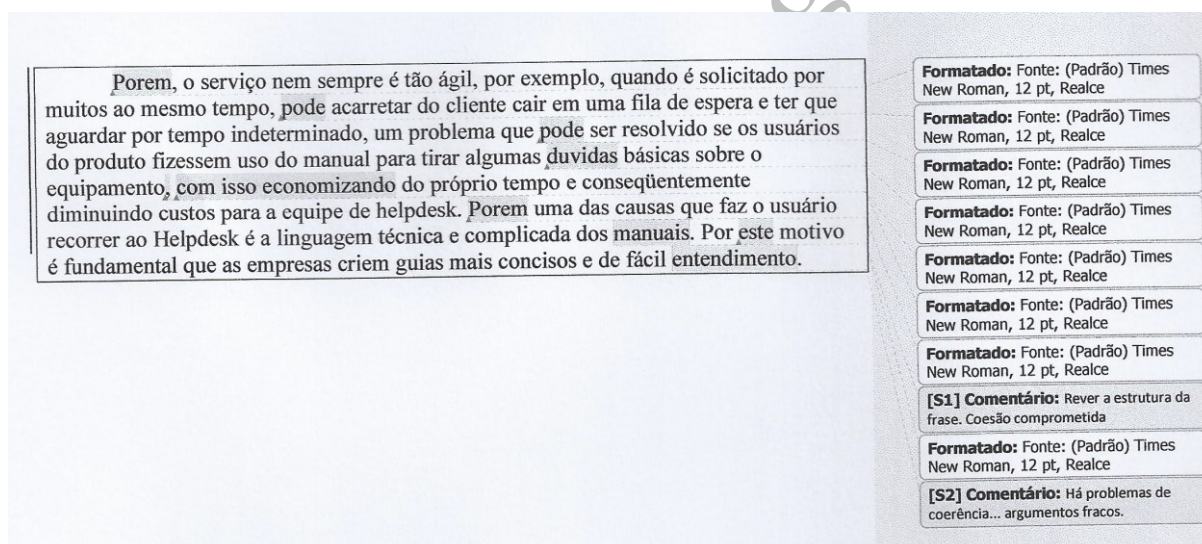 Porem, o serviço nem sempre é tão ágil, por exemplo, quando é solicitado por
muitos ao mesmo tempo, pode acarretar do cliente cair em uma fila de espera e ter que
aguardar por tempo indeterminado, um problema que pode ser resolvido se os usuários
do produto fizessem uso do manual para tirar algumas duvidas básicas sobre o
equipamento, com isso economizando do próprio tempo e conseqüentemente
diminuindo custos para a equipe de helpdesk. Porem uma das causas que faz o usuário
recorrer ao Helpdesk é a linguagem técnica e complicada dos manuais. Por este motivo
é fundamental que as empresas criem guias mais concisos e de fácil entendimento.
Formatado: Fonte: (Padrão) Times
New Roman, 12 pt, Realce
Formatado: Fonte: (Padrão) Times
New Roman, 12 pt, Realce
Formatado: Fonte: (Padrão) Times
New Roman, 12 pt, Realce
Formatado: Fonte: (Padrão) Times
New Roman, 12 pt, Realce
Formatado: Fonte: (Padrão) Times
New Roman, 12 pt, Realce
Formatado: Fonte: (Padrão) Times
New Roman, 12 pt, Realce
Formatado: Fonte: (Padrão) Times
New Roman, 12 pt, Realce
[S1] Comentário: Rever a estrutura da
frase. Coesão comprometida
Formatado: Fonte: (Padrão) Times
New Roman, 12 pt, Realce
[S2] Comentário: Há problemas de
coerência... argumentos fracos.